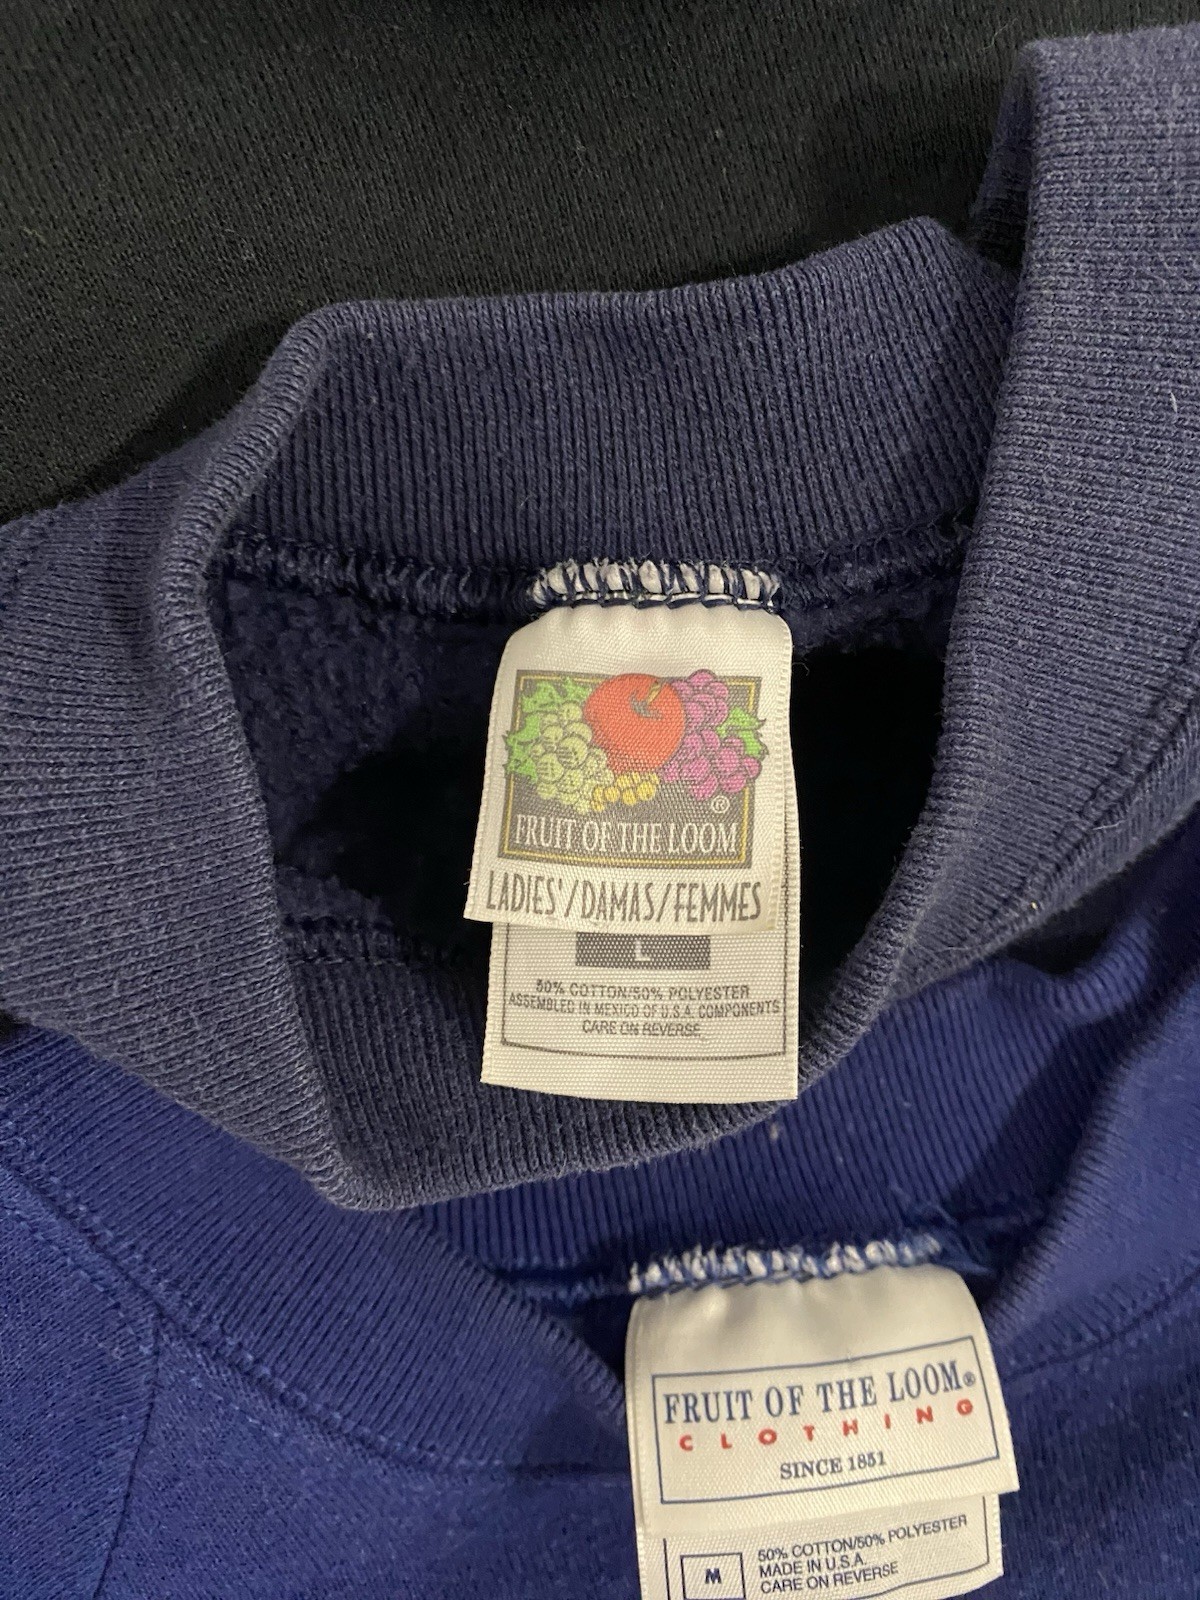 ®
FRUIT OF THE LOOM
LADIES'/DAMAS/FEMMES
L
50% COTTON/50% POLYESTER
ASSEMBLED IN MEXICO OF U.S.A. COMPONENTS
CARE ON REVERSE
FRUIT OF THE LOOM®
CLOTHING
SINCE 1851
M
50% COTTON/50% POLYESTER
MADE IN U.S.A.
CARE ON REVERSE